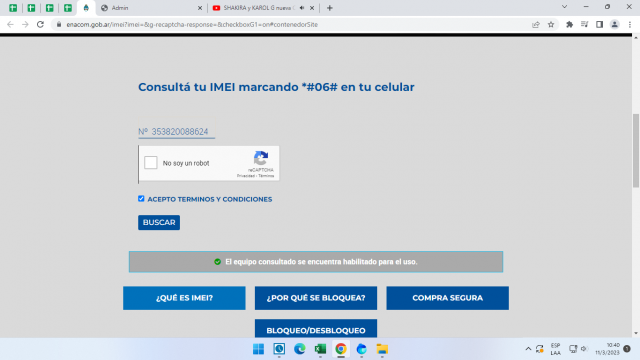 Admin
SHAKIRA y KAROL G nuevo
enacom.gob.ar/imei?imei=&g-recaptcha-response=&checkboxG1=on#contenedorSite
Consultá tu IMEI marcando *#06# en tu celular
Nº 353820088624
No soy un robot
reCAPTCHA
Privacidad - Términos
ACEPTO TERMINOS Y CONDICIONES
BUSCAR
El equipo consultado se encuentra habilitado para el uso.
¿QUÉ ES IMEI?
¿POR QUÉ SE BLOQUEA?
COMPRA SEGURA
BLOQUEO/DESBLOQUEO
ESP
LAA
10:40
11/3/2023